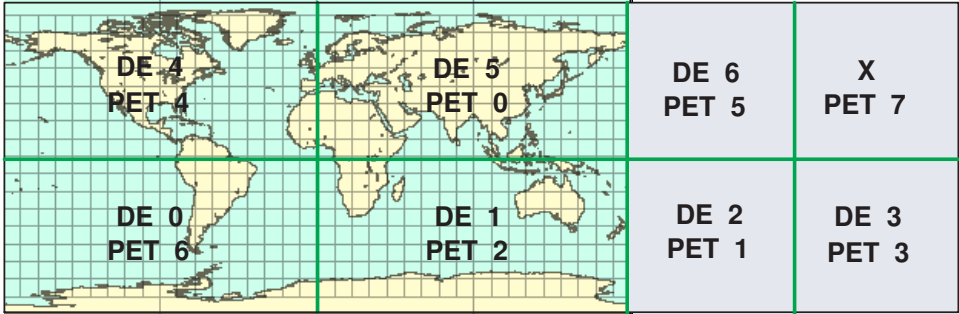 DE 4
PET 4
DE 5
PET 0
DE 6
PET 5
X
PET 7
DE 0
PET 6
DE 1
PET 2
DE 2
PET 1
DE 3
PET 3